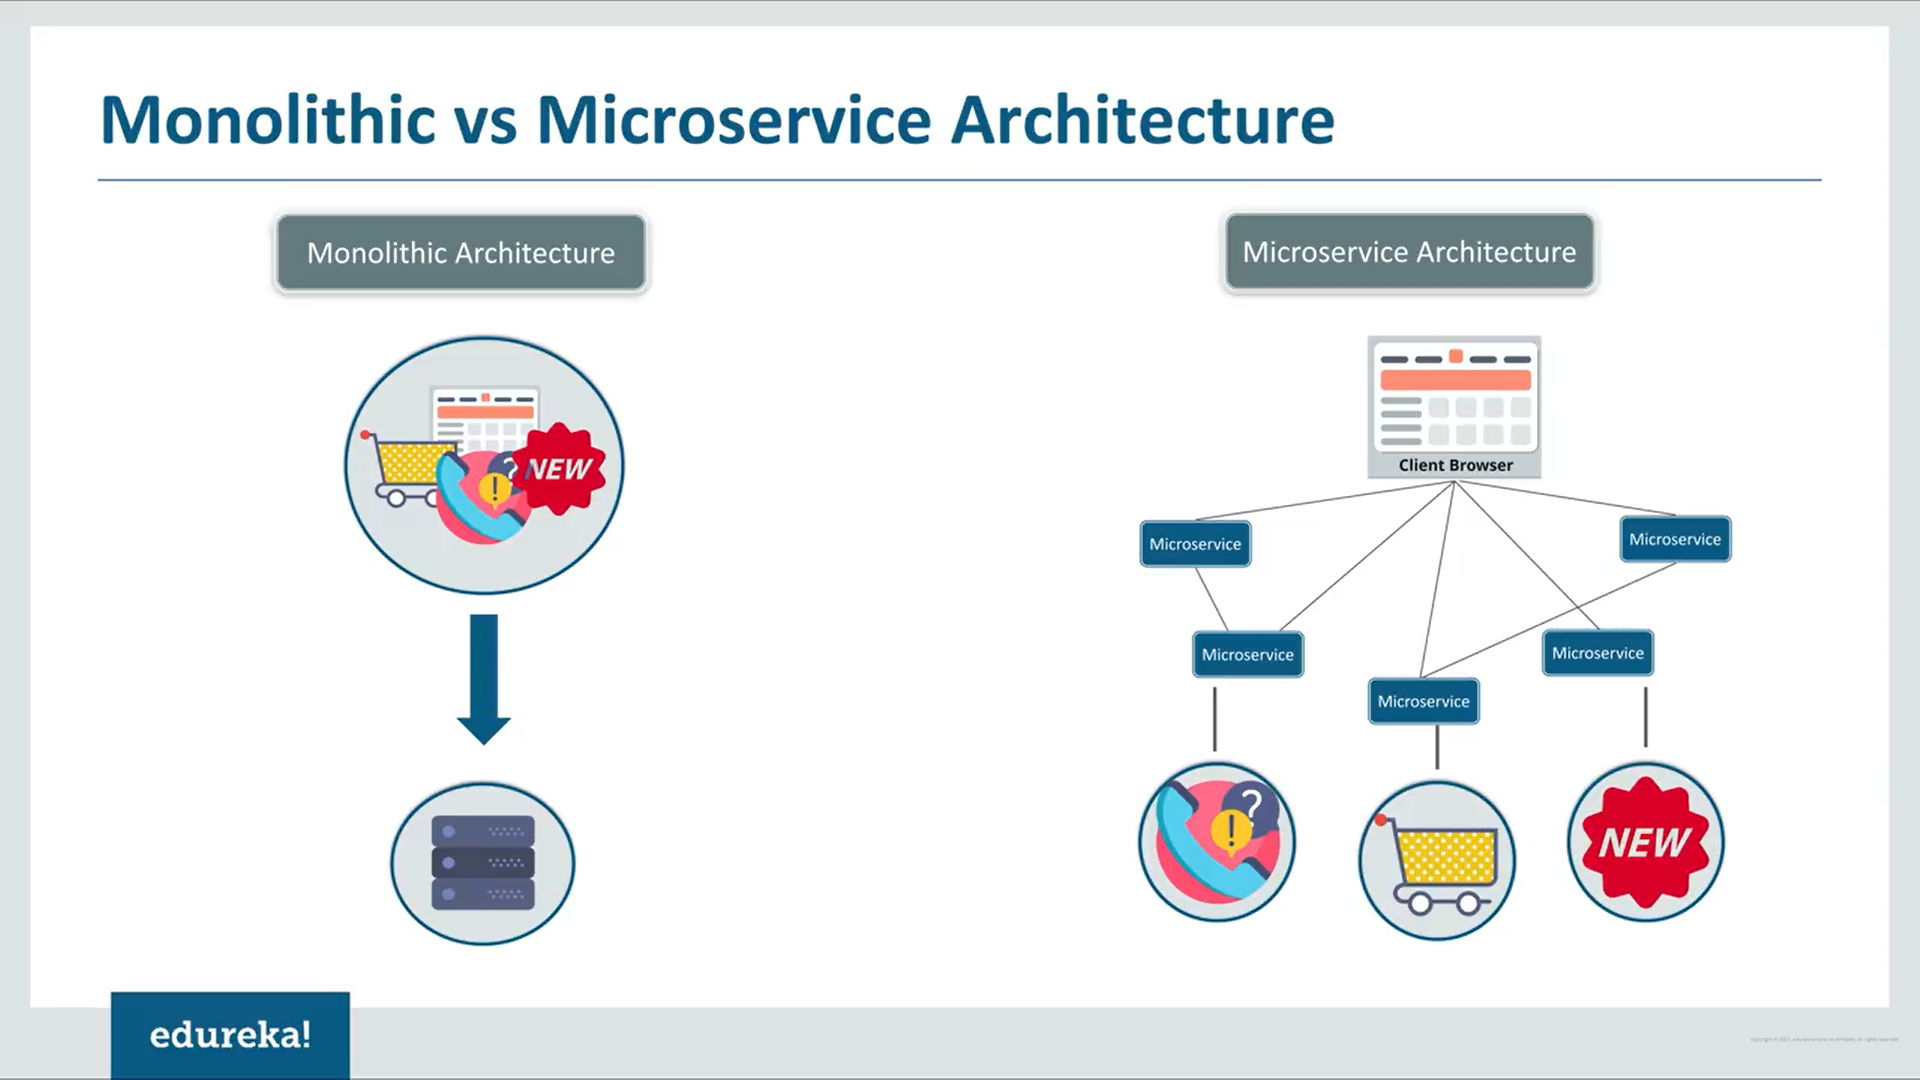 Monolithic vs Microservice Architecture
Monolithic Architecture
Microservice Architecture
NEW
?
!
Client Browser
Microservice
Microservice
Microservice
Microservice
Microservice
?
!
NEW
edureka!